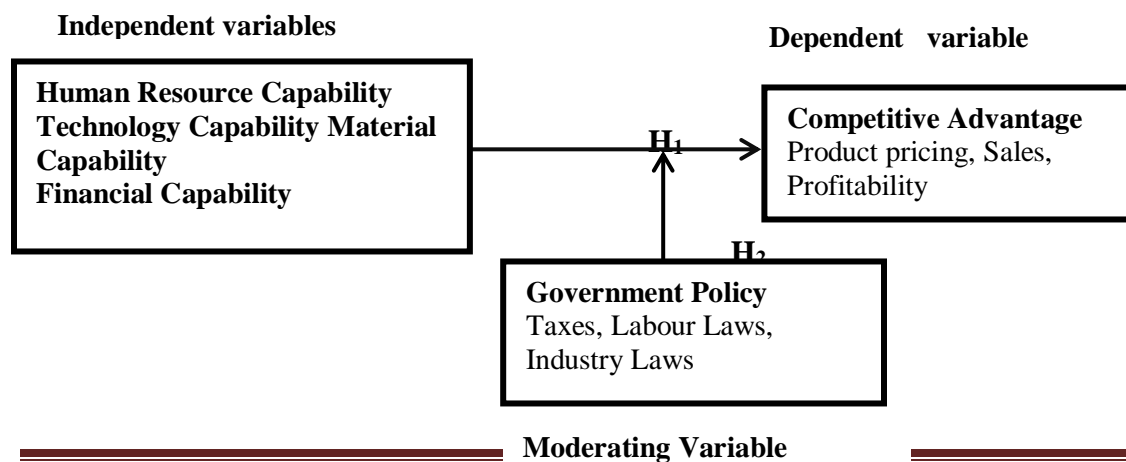 Independent variables
Dependent variable
Human Resource Capability
Technology Capability Material
Capability
Financial Capability
H₁
Competitive Advantage
Product pricing, Sales,
Profitability
H₂
Government Policy
Taxes, Labour Laws,
Industry Laws
Moderating Variable